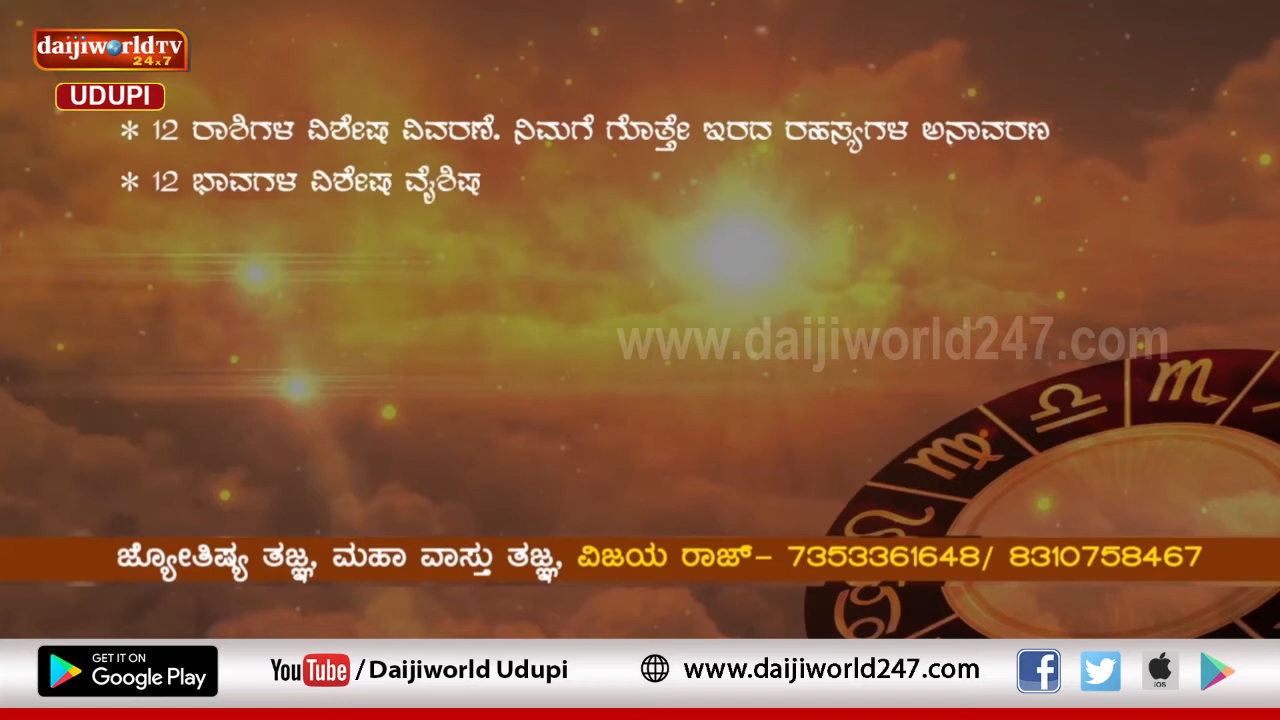 daijiworldTV
24x7
UDUPI
* 12 ರಾಶಿಗಳ ವಿಶೇಷ ವಿವರಣೆ. ನಿಮಗೆ ಗೊತ್ತೇ ಇರದ ರಹಸ್ಯಗಳ ಅನಾವರಣ
* 12 ಭಾವಗಳ ವಿಶೇಷ ವೈಶಿಷ
www.daijiworld247.com
ಜ್ಯೋತಿಷ್ಯ ತಜ್ಞ, ಮಹಾ ವಾಸ್ತು ತಜ್ಞ, ವಿಜಯ ರಾಜ್- 7353361648/ 8310758467
GET IT ON
Google Play
YouTube /Daijiworld Udupi
www.daijiworld247.com
iOS